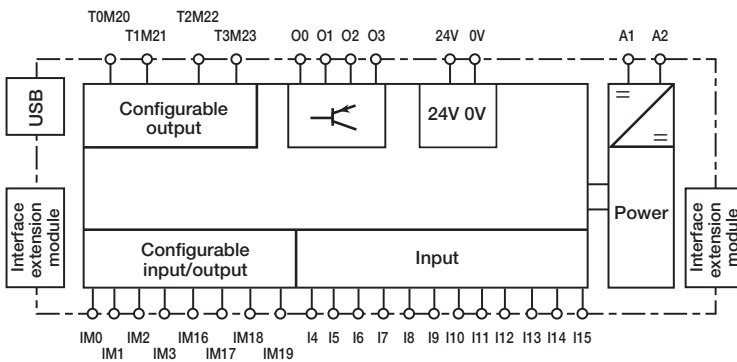 T0M20 T2M22
T1M21 T3M23 O0 O1 O2 O3 24V 0V A1 A2
USB
Configurable
output
24V 0V
=
=
Interface
extension
module
Power
Interface
extension
module
Configurable
input/output
Input
IM0 IM2 IM16 IM18 I4 I5 I6 I7 I8 I9 I10 I11 I12 I13 I14 I15
IM1 IM3 IM17 IM19